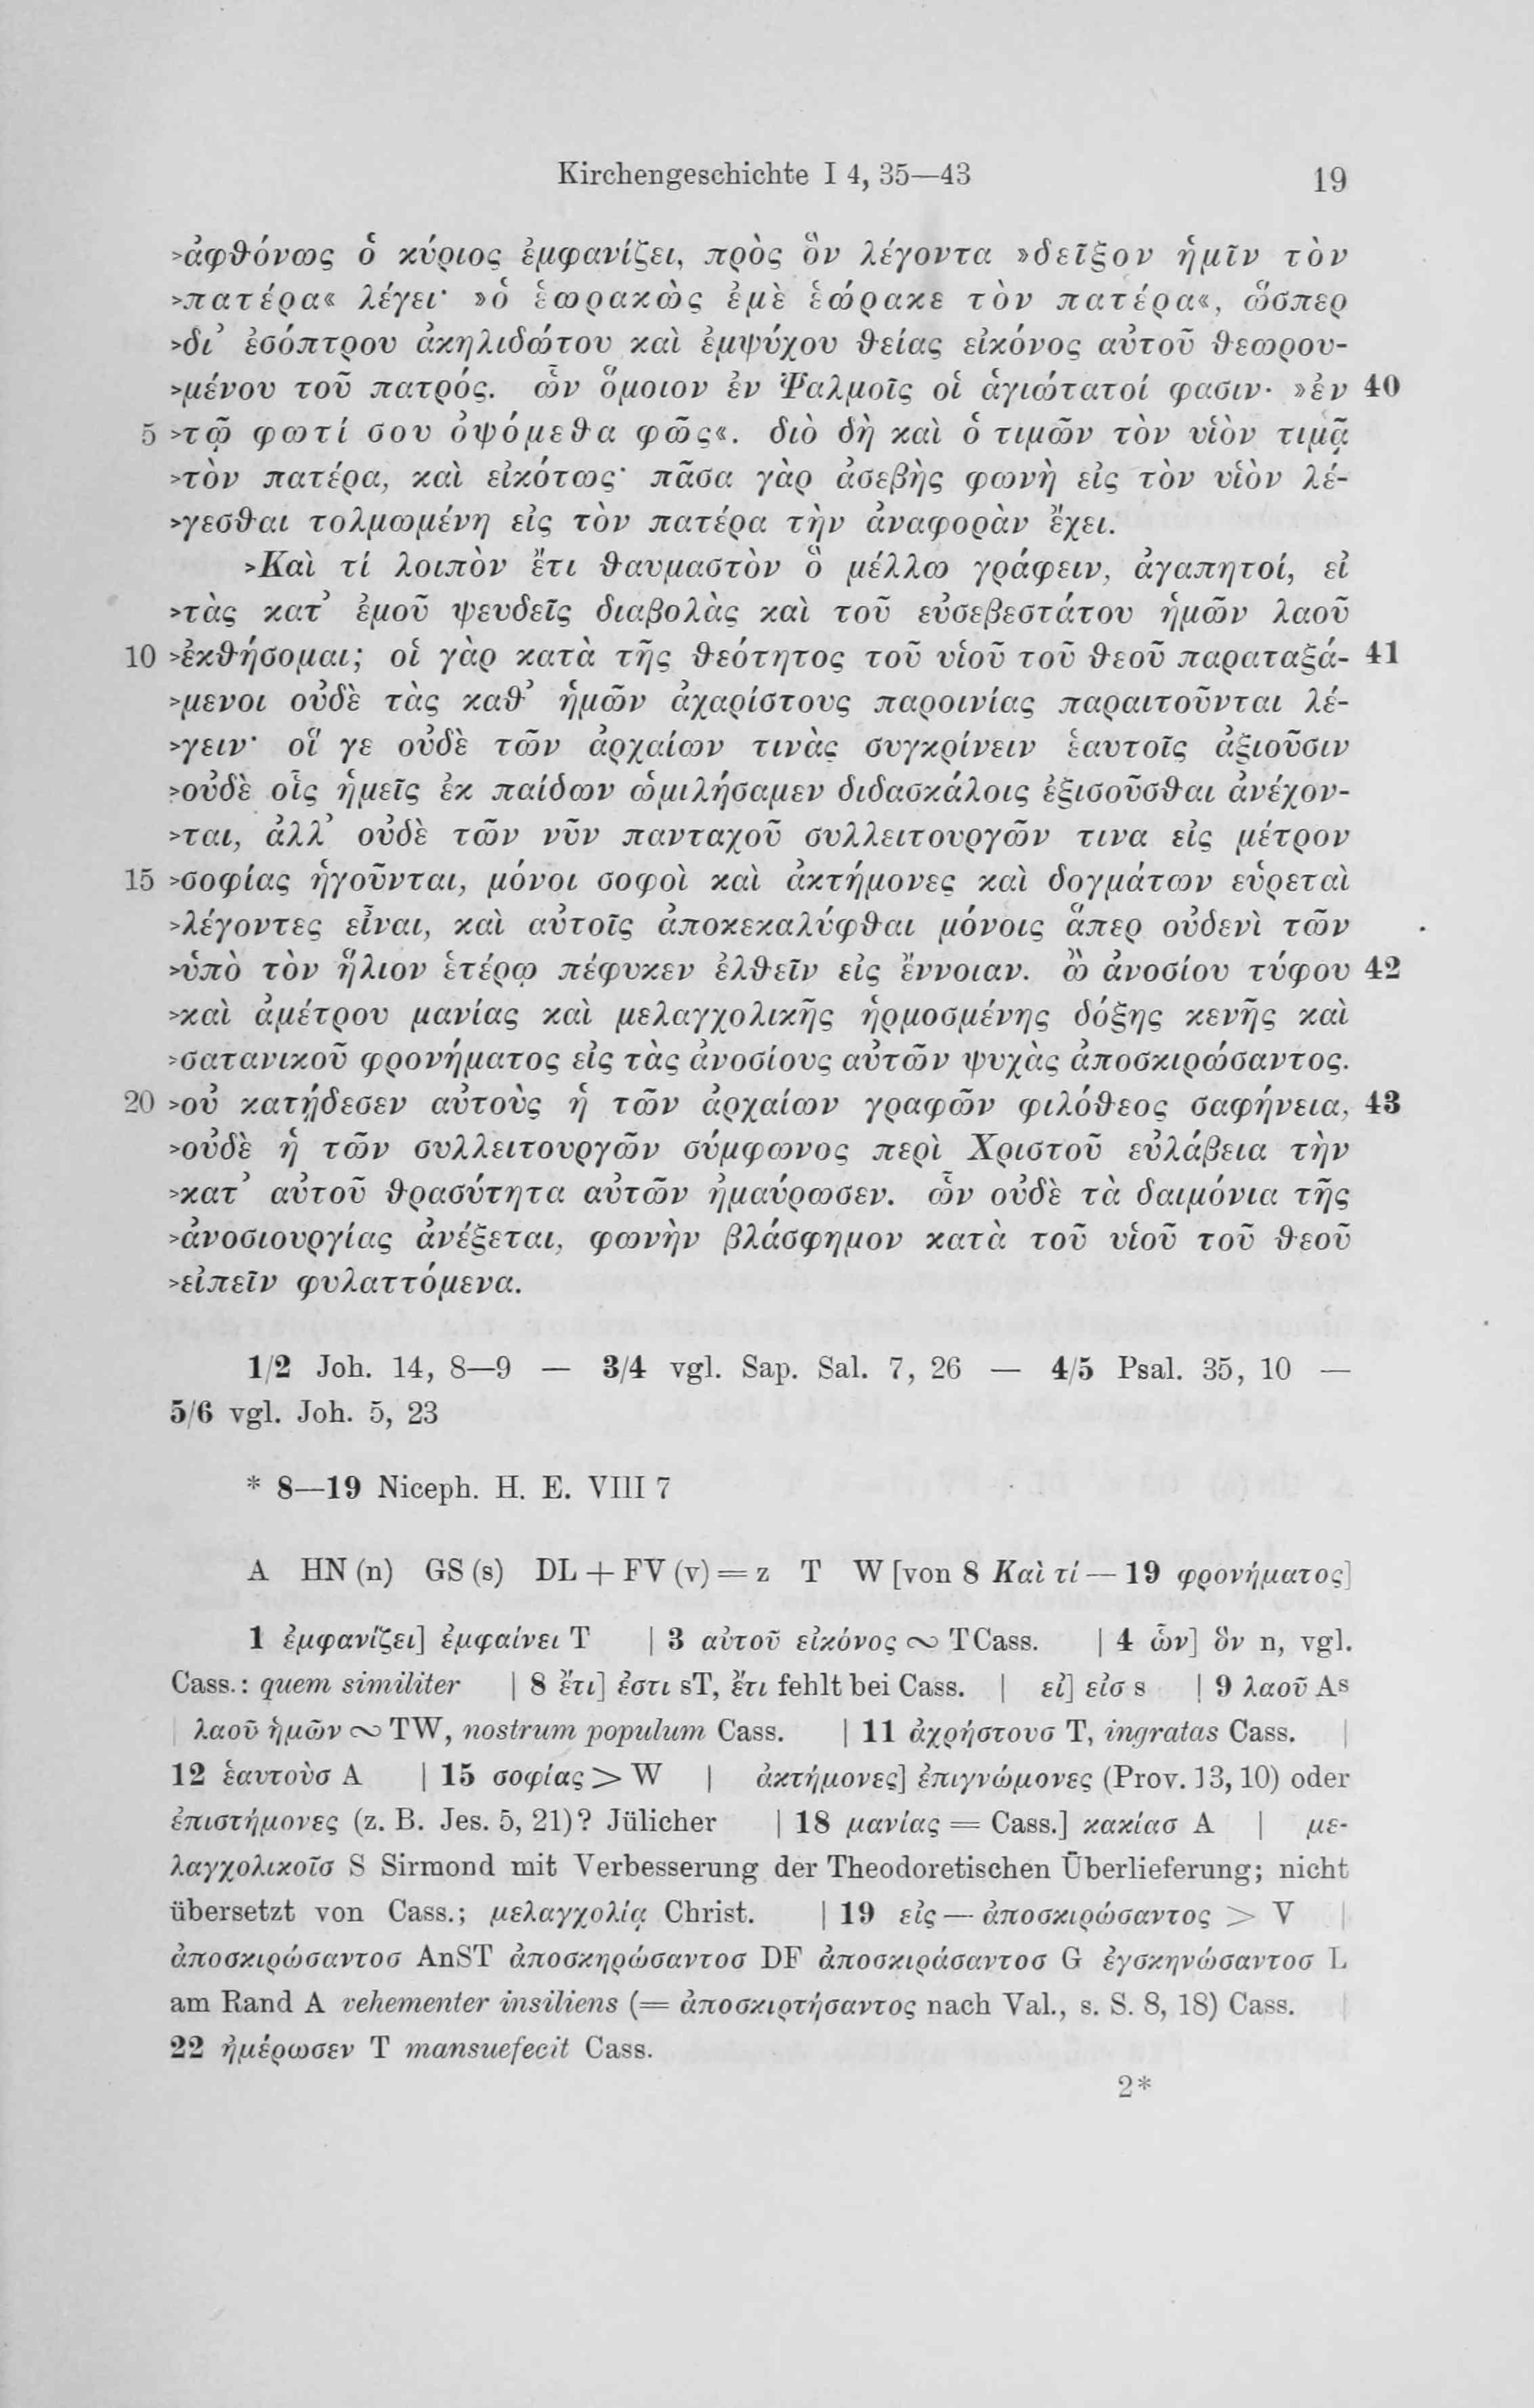 Kirchengeschichte I 4, 35—43 19
>ἀφθόνως ὁ κύριος ἐμφανίζει, πρὸς ὃν λέγοντα »δεῖξον ἡμῖν τὸν
>πατέρα« λέγει· »ὁ ἑωρακὼς ἐμὲ ἑώρακε τὸν πατέρα«, ὥσπερ
>δι᾽ ἐσόπτρου ἀκηλιδώτου καὶ ἐμψύχου θείας εἰκόνος αὐτοῦ θεωρου-
>μένου τοῦ πατρός. ὧν ὅμοιον ἐν Ψαλμοῖς οἱ ἁγιώτατοί φασιν· »ἐν 40
5 >τῷ φωτί σου ὀψόμεθα φῶς«. διὸ δὴ καὶ ὁ τιμῶν τὸν υἱὸν τιμᾷ
>τὸν πατέρα, καὶ εἰκότως· πᾶσα γὰρ ἀσεβὴς φωνὴ εἰς τὸν υἱὸν λέ-
>γεσθαι τολμωμένη εἰς τὸν πατέρα τὴν ἀναφορὰν ἔχει.
>Καὶ τί λοιπὸν ἔτι θαυμαστὸν ὃ μέλλω γράφειν, ἀγαπητοί, εἰ
>τὰς κατ᾽ ἐμοῦ ψευδεῖς διαβολὰς καὶ τοῦ εὐσεβεστάτου ἡμῶν λαοῦ
10 >ἐκθήσομαι; οἱ γὰρ κατὰ τῆς θεότητος τοῦ υἱοῦ τοῦ θεοῦ παραταξά- 41
>μενοι οὐδὲ τὰς καθ᾽ ἡμῶν ἀχαρίστους παροινίας παραιτοῦνται λέ-
>γειν· οἵ γε οὐδὲ τῶν ἀρχαίων τινὰς συγκρίνειν ἑαυτοῖς ἀξιοῦσιν
>οὐδὲ οἷς ἡμεῖς ἐκ παίδων ὡμιλήσαμεν διδασκάλοις ἐξισοῦσθαι ἀνέχον-
>ται, ἀλλ᾽ οὐδὲ τῶν νῦν πανταχοῦ συλλειτουργῶν τινα εἰς μέτρον
15 >σοφίας ἡγοῦνται, μόνοι σοφοὶ καὶ ἀκτήμονες καὶ δογμάτων εὑρεταὶ
>λέγοντες εἶναι, καὶ αὐτοῖς ἀποκεκαλύφθαι μόνοις ἅπερ οὐδενὶ τῶν
>ὑπὸ τὸν ἥλιον ἑτέρῳ πέφυκεν ἐλθεῖν εἰς ἔννοιαν. ὢ ἀνοσίου τύφου 42
>καὶ ἀμέτρου μανίας καὶ μελαγχολικῆς ἡρμοσμένης δόξης κενῆς καὶ
>σατανικοῦ φρονήματος εἰς τὰς ἀνοσίους αὐτῶν ψυχὰς ἀποσκιρώσαντος.
20 >οὐ κατῄδεσεν αὐτοὺς ἡ τῶν ἀρχαίων γραφῶν φιλόθεος σαφήνεια, 43
>οὐδὲ ἡ τῶν συλλειτουργῶν σύμφωνος περὶ Χριστοῦ εὐλάβεια τὴν
>κατ᾽ αὐτοῦ θρασύτητα αὐτῶν ἠμαύρωσεν. ὧν οὐδὲ τὰ δαιμόνια τῆς
>ἀνοσιουργίας ἀνέξεται, φωνὴν βλάσφημον κατὰ τοῦ υἱοῦ τοῦ θεοῦ
>εἰπεῖν φυλαττόμενα.
1/2 Joh. 14, 8—9 — 3/4 vgl. Sap. Sal. 7, 26 — 4/5 Psal. 35, 10 —
5/6 vgl. Joh. 5, 23
* 8—19 Niceph. H. E. VIII 7
A HN (n) GS (s) DL + FV (v) = z T W [von 8 Καὶ τί — 19 φρονήματος]
1 ἐμφανίζει] ἐμφαίνει T | 3 αὐτοῦ εἰκόνος ∾ TCass. | 4 ὧν] ὃν n, vgl.
Cass.: quem similiter | 8 ἔτι] ἐστι sT, ἔτι fehlt bei Cass. | εἰ] εἰσ s | 9 λαοῦ As
λαοῦ ἡμῶν ∾ TW, nostrum populum Cass. | 11 ἀχρήστουσ T, ingratas Cass. |
12 ἑαυτοὺσ A | 15 σοφίας > W | ἀκτήμονες] ἐπιγνώμονες (Prov. 13, 10) oder
ἐπιστήμονες (z. B. Jes. 5, 21)? Jülicher | 18 μανίας = Cass.] κακίασ A | με-
λαγχολικοῖσ S Sirmond mit Verbesserung der Theodoretischen Überlieferung; nicht
übersetzt von Cass.; μελαγχολίᾳ Christ. | 19 εἰς — ἀποσκιρώσαντος > V |
ἀποσκιρώσαντοσ AnST ἀποσκηρώσαντοσ DF ἀποσκιράσαντοσ G ἐγσκηνώσαντοσ L
am Rand A vehementer insiliens (= ἀποσκιρτήσαντος nach Val., s. S. 8, 18) Cass. |
22 ἡμέρωσεν T mansuefecit Cass.
2*